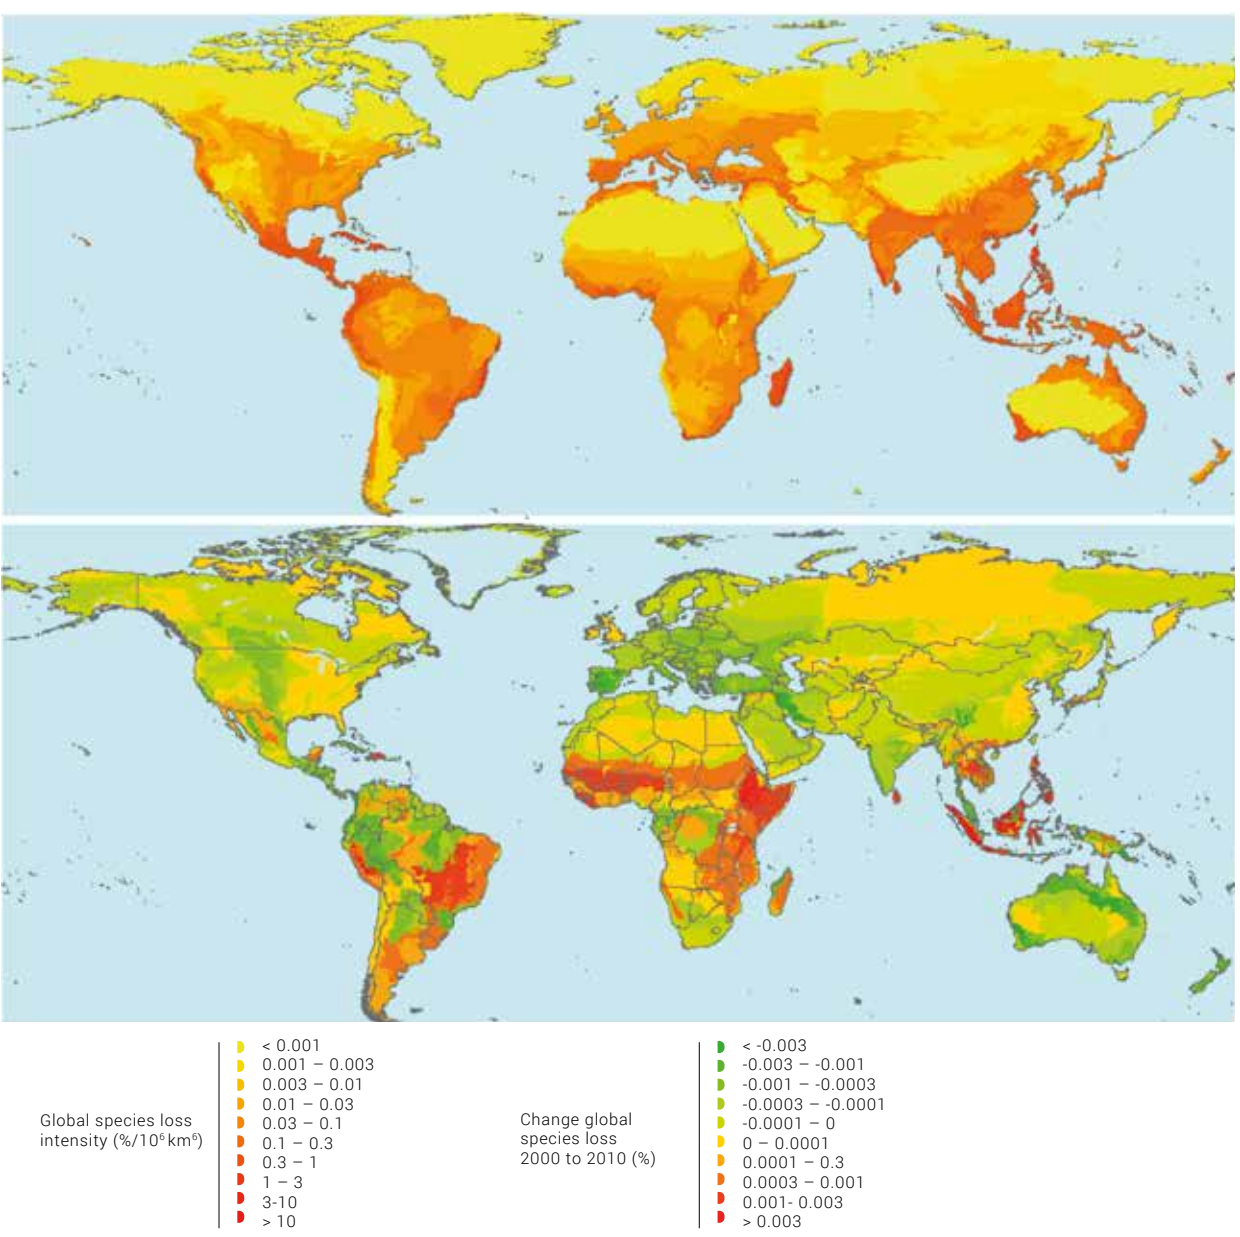 Global species loss
intensity (%/10⁶ km⁶)
< 0.001
0.001 – 0.003
0.003 – 0.01
0.01 – 0.03
0.03 – 0.1
0.1 – 0.3
0.3 – 1
1 – 3
3-10
> 10
Change global
species loss
2000 to 2010 (%)
< -0.003
-0.003 – -0.001
-0.001 – -0.0003
-0.0003 – -0.0001
-0.0001 – 0
0 – 0.0001
0.0001 – 0.3
0.0003 – 0.001
0.001- 0.003
> 0.003